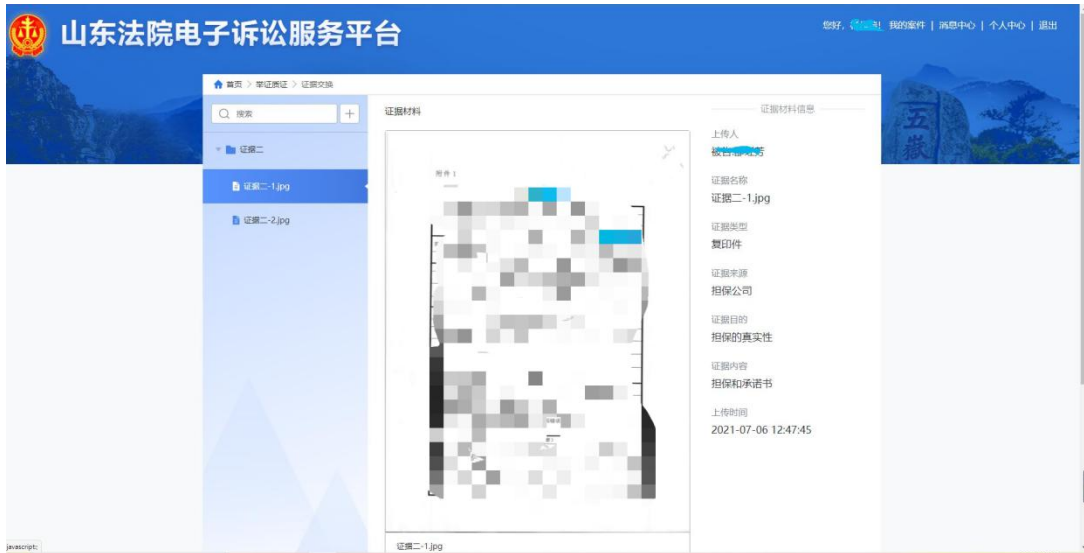 山东法院电子诉讼服务平台
您好, 我的案件 | 消息中心 | 个人中心 | 退出
首页 > 举证质证 > 证据交换
搜索
证据材料
证据材料信息
证据二
证据二-1.jpg
证据二-2.jpg
附件1
上传人
证据名称
证据二-1.jpg
证据类型
复印件
证据来源
担保公司
证据目的
担保的真实性
证据内容
担保和承诺书
上传时间
2021-07-06 12:47:45
证据二-1.jpg
五
嶽
javascript: